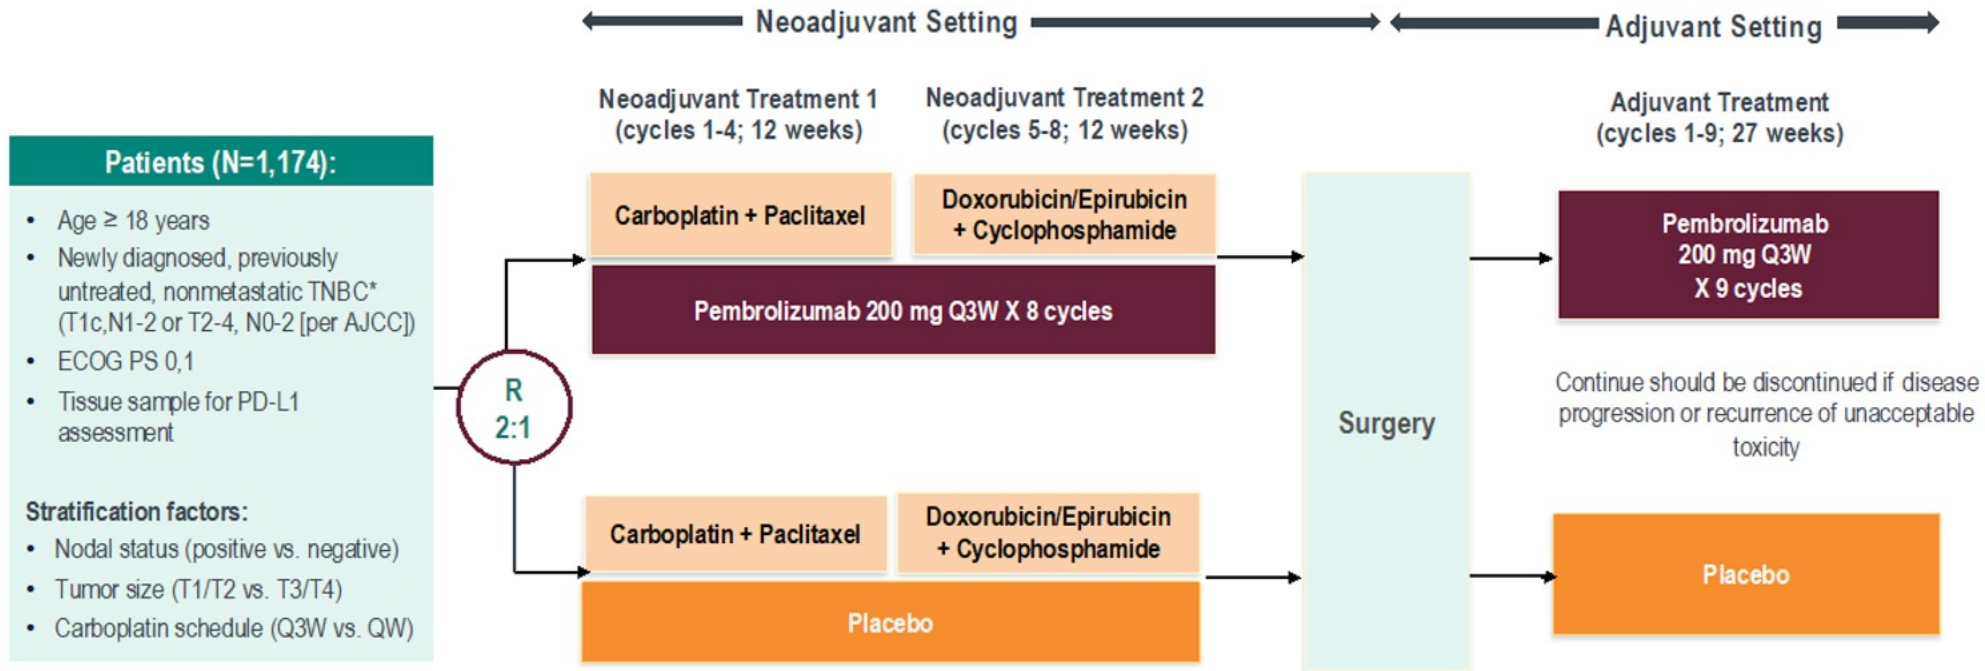 Neoadjuvant Setting
Adjuvant Setting
Neoadjuvant Treatment 1
(cycles 1-4; 12 weeks)
Neoadjuvant Treatment 2
(cycles 5-8; 12 weeks)
Adjuvant Treatment
(cycles 1-9; 27 weeks)
Patients (N=1,174):
• Age ≥ 18 years
• Newly diagnosed, previously
untreated, nonmetastatic TNBC*
(T1c,N1-2 or T2-4, N0-2 [per AJCC])
• ECOG PS 0,1
• Tissue sample for PD-L1
assessment
Stratification factors:
• Nodal status (positive vs. negative)
• Tumor size (T1/T2 vs. T3/T4)
• Carboplatin schedule (Q3W vs. QW)
R
2:1
Carboplatin + Paclitaxel
Doxorubicin/Epirubicin
+ Cyclophosphamide
Pembrolizumab 200 mg Q3W X 8 cycles
Carboplatin + Paclitaxel
Doxorubicin/Epirubicin
+ Cyclophosphamide
Placebo
Surgery
Pembrolizumab
200 mg Q3W
X 9 cycles
Continue should be discontinued if disease
progression or recurrence of unacceptable
toxicity
Placebo